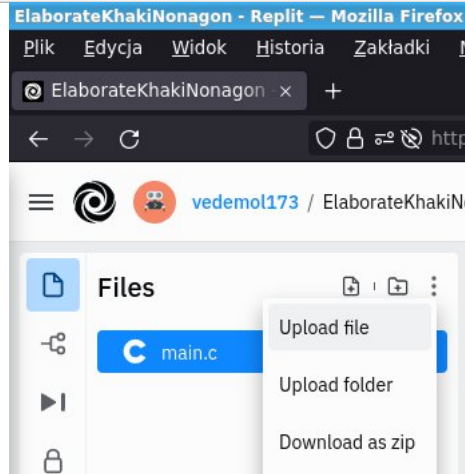 ElaborateKhakiNonagon - Replit — Mozilla Firefox
Plik Edycja Widok Historia Zakładki
ElaborateKhakiNonagon
http
vedemol173 / ElaborateKhakiN
Files
Upload file
main.c
Upload folder
Download as zip